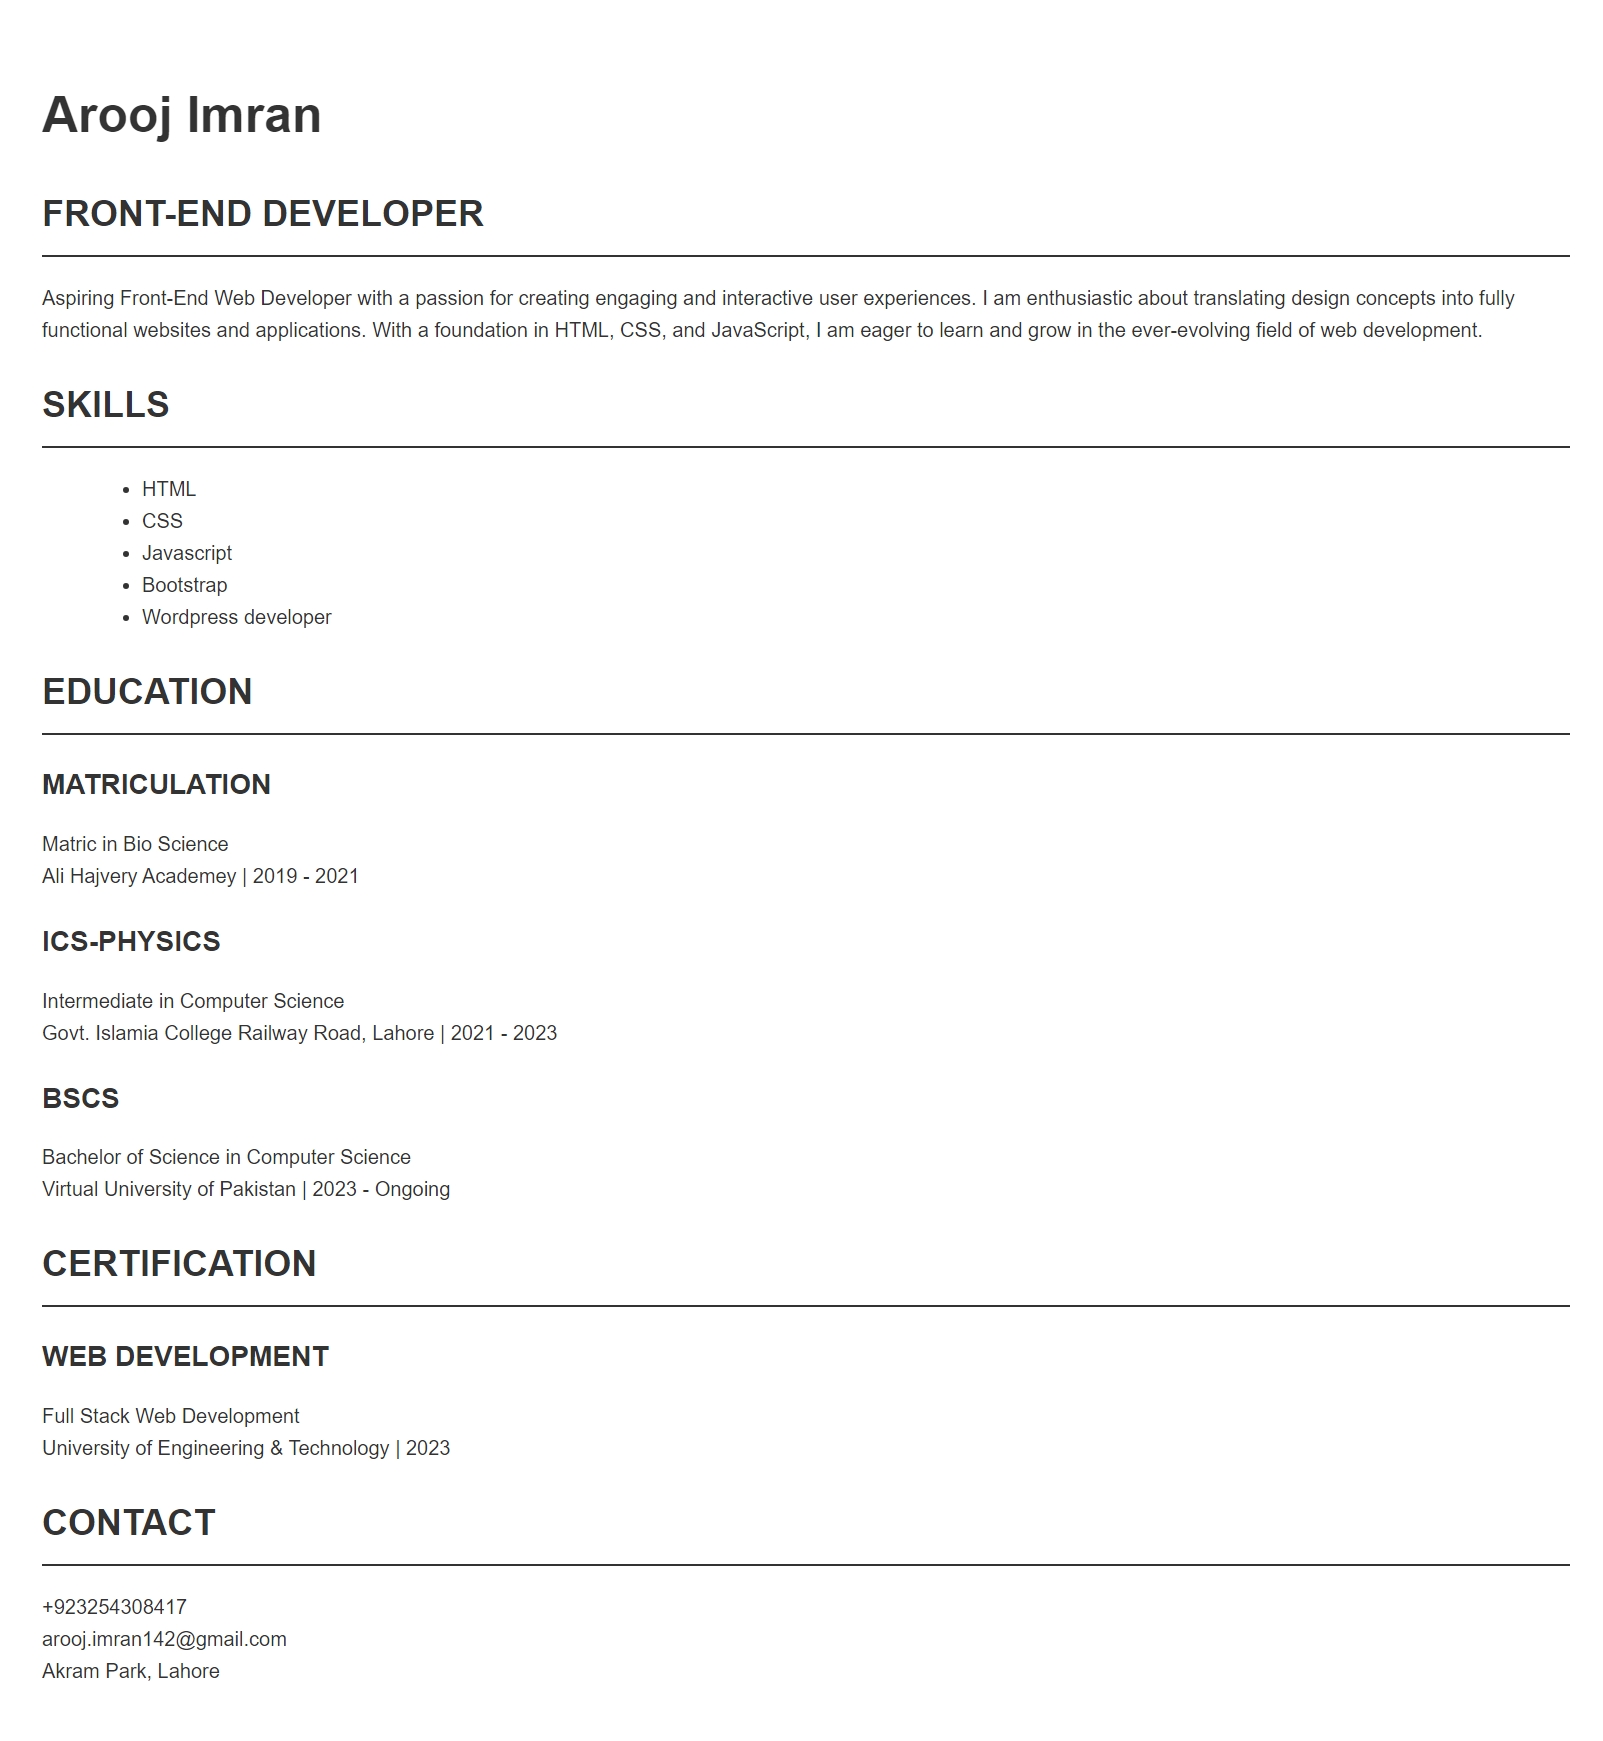 Arooj Imran
FRONT-END DEVELOPER
Aspiring Front-End Web Developer with a passion for creating engaging and interactive user experiences. I am enthusiastic about translating design concepts into fully
functional websites and applications. With a foundation in HTML, CSS, and JavaScript, I am eager to learn and grow in the ever-evolving field of web development.
SKILLS
• HTML
• CSS
• Javascript
• Bootstrap
• Wordpress developer
EDUCATION
MATRICULATION
Matric in Bio Science
Ali Hajvery Academey | 2019 - 2021
ICS-PHYSICS
Intermediate in Computer Science
Govt. Islamia College Railway Road, Lahore | 2021 - 2023
BSCS
Bachelor of Science in Computer Science
Virtual University of Pakistan | 2023 - Ongoing
CERTIFICATION
WEB DEVELOPMENT
Full Stack Web Development
University of Engineering & Technology | 2023
CONTACT
+923254308417
arooj.imran142@gmail.com
Akram Park, Lahore